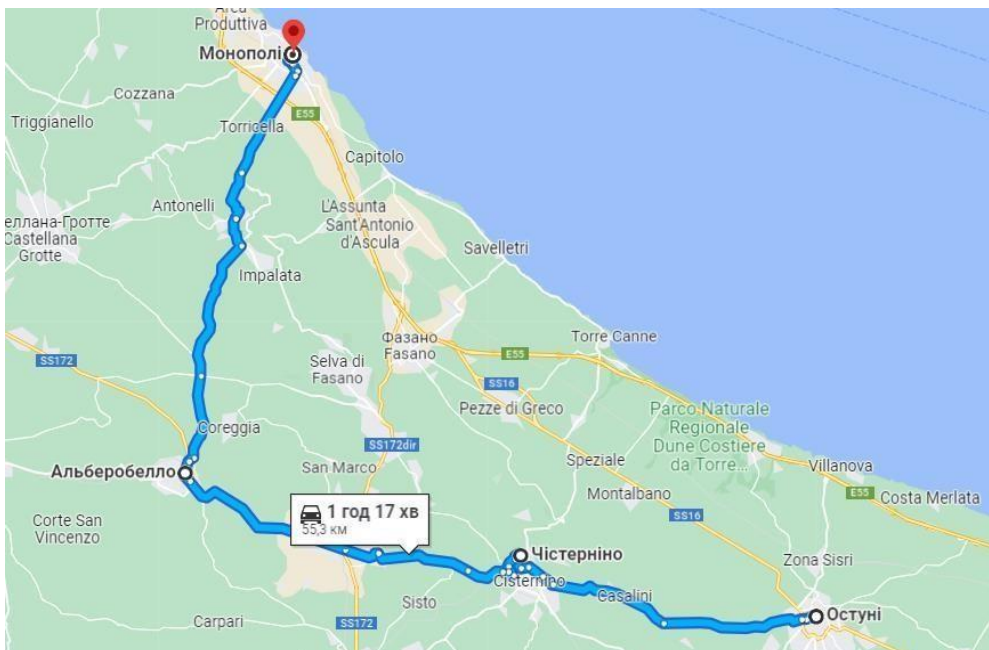 Area
Produttiva
Монополі
Cozzana
Triggianello
E55
Torricella
Capitolo
Antonelli
L'Assunta
Sant'Antonio
d'Ascula
еллана-Гротте
Castellana
Grotte
Savelletri
Impalata
Фазано
Fasano
Torre Canne
E55
SS172
Selva di
Fasano
SS16
Pezze di Greco
Parco Naturale
Regionale
Dune Costiere
da Torre...
Coreggia
SS172dir
Альберобелло
San Marco
Speziale
Villanova
Montalbano
E55
Costa Merlata
1 год 17 хв
55,3 км
Corte San
Vincenzo
SS16
Чістерніно
Cisternino
Zona Sisri
Casalini
Sisto
Остуні
Carpari
SS172